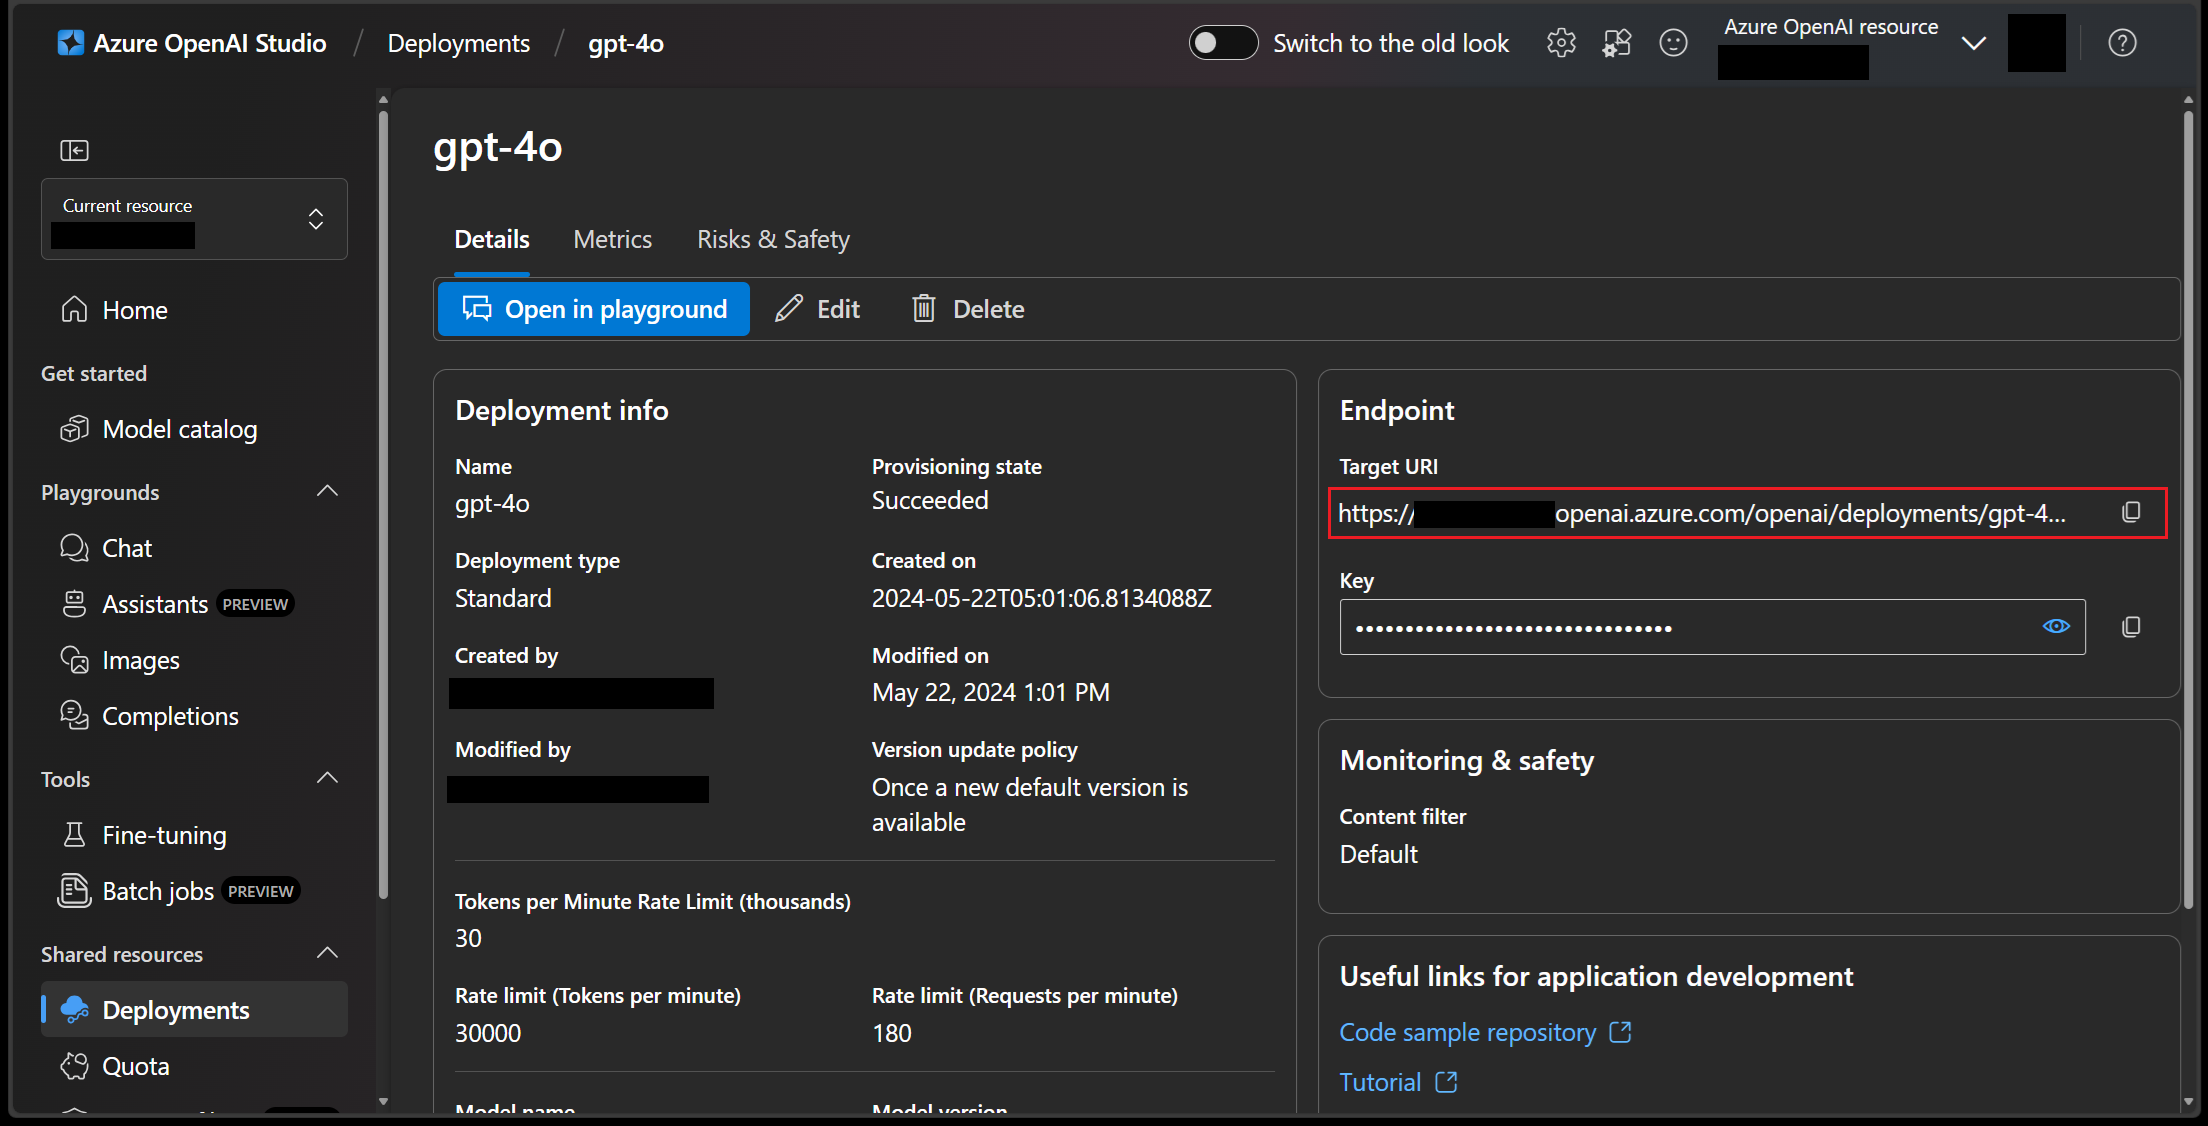 Azure OpenAI Studio / Deployments / gpt-4o
Switch to the old look
Azure OpenAI resource
Current resource
Home
Get started
Model catalog
Playgrounds
Chat
Assistants PREVIEW
Images
Completions
Tools
Fine-tuning
Batch jobs PREVIEW
Shared resources
Deployments
Quota
gpt-4o
Details Metrics Risks & Safety
Open in playground Edit Delete
Deployment info
Name
gpt-4o
Provisioning state
Succeeded
Deployment type
Standard
Created on
2024-05-22T05:01:06.8134088Z
Created by
Modified on
May 22, 2024 1:01 PM
Modified by
Version update policy
Once a new default version is
available
Tokens per Minute Rate Limit (thousands)
30
Rate limit (Tokens per minute)
30000
Rate limit (Requests per minute)
180
Model name
Model version
Endpoint
Target URI
https:// openai.azure.com/openai/deployments/gpt-4...
Key
••••••••••••••••••••••••••••••••
Monitoring & safety
Content filter
Default
Useful links for application development
Code sample repository
Tutorial